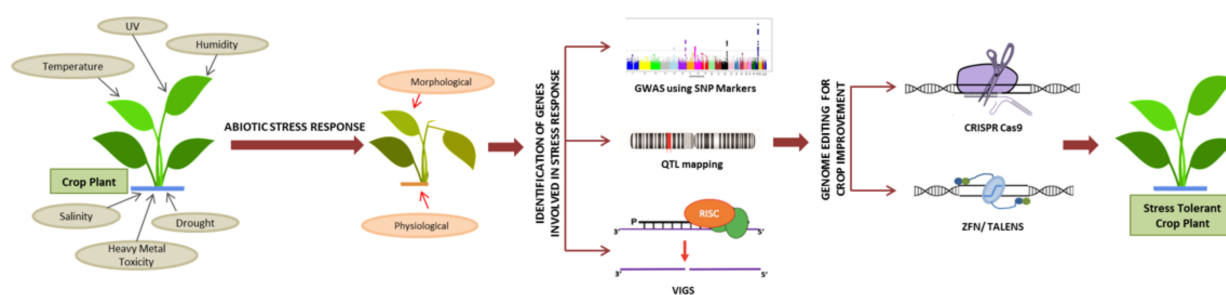 UV
Humidity
Temperature
Crop Plant
Salinity
Drought
Heavy Metal
Toxicity
ABIOTIC STRESS RESPONSE
Morphological
Physiological
IDENTIFICATION OF GENES
INVOLVED IN STRESS RESPONSE
GWAS using SNP Markers
QTL mapping
P
RISC
3' 5'
3' 5'
VIGS
GENOME EDITING FOR
CROP IMPROVEMENT
CRISPR Cas9
ZFN/ TALENS
Stress Tolerant
Crop Plant